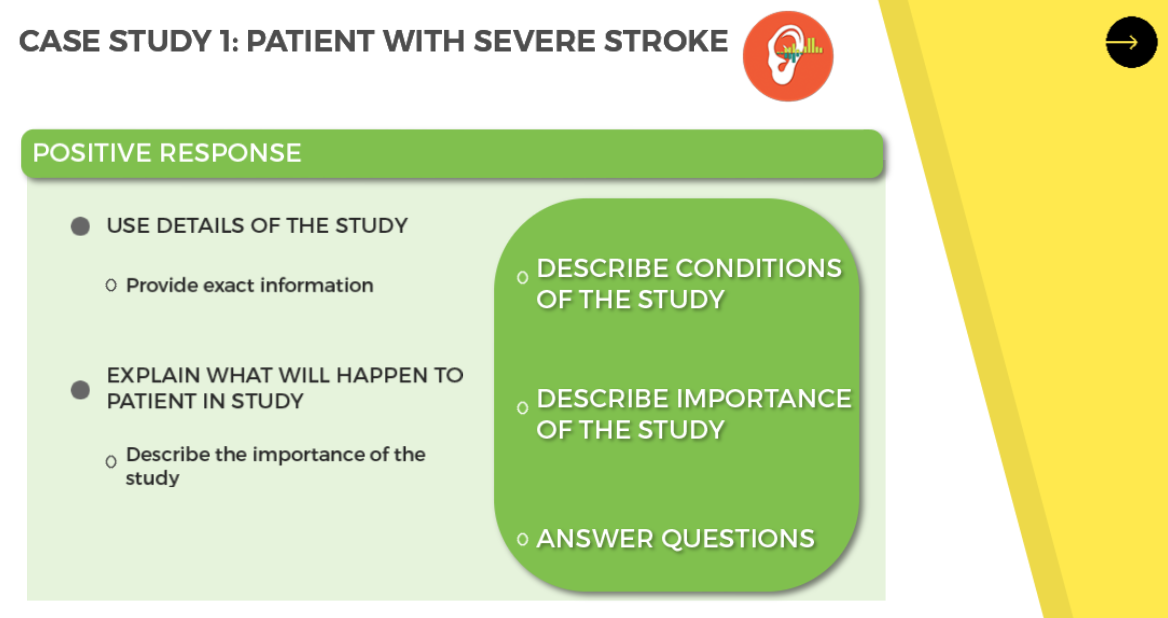 CASE STUDY 1: PATIENT WITH SEVERE STROKE
POSITIVE RESPONSE
USE DETAILS OF THE STUDY
Provide exact information
EXPLAIN WHAT WILL HAPPEN TO
PATIENT IN STUDY
Describe the importance of the
study
DESCRIBE CONDITIONS
OF THE STUDY
DESCRIBE IMPORTANCE
OF THE STUDY
ANSWER QUESTIONS